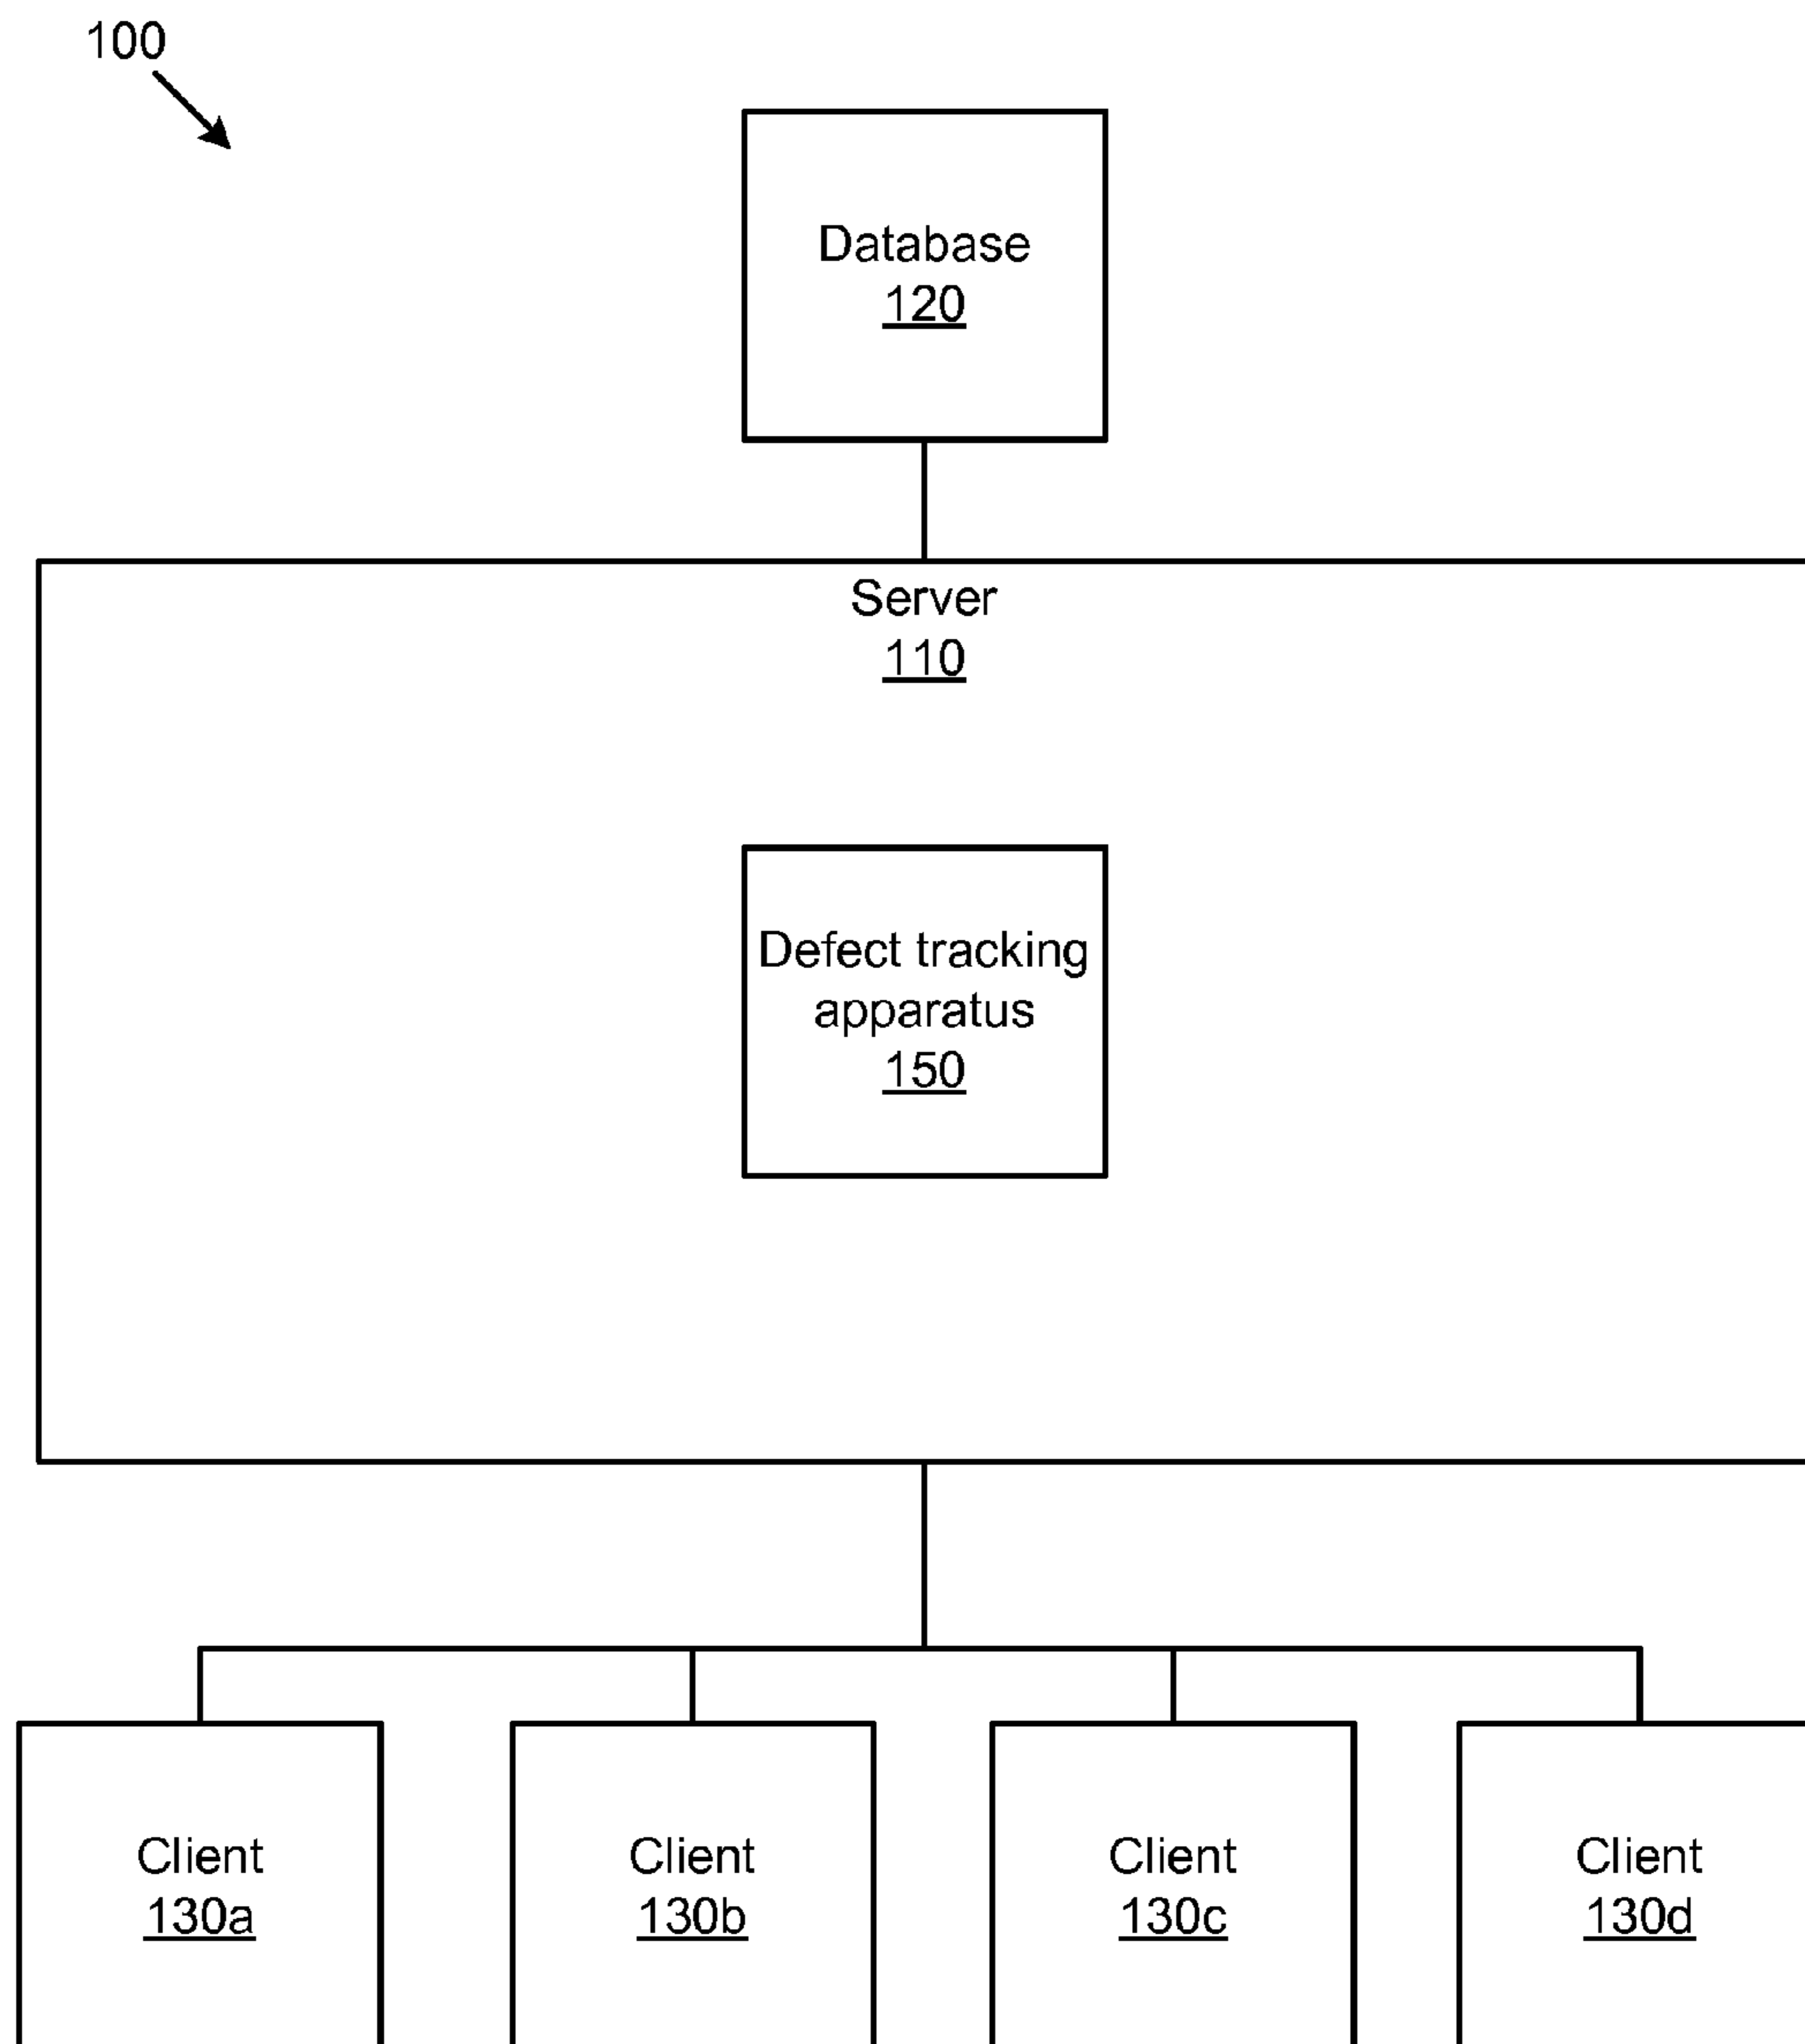 100
Database
120
Server
110
Defect tracking
apparatus
150
Client
130a
Client
130b
Client
130c
Client
130d